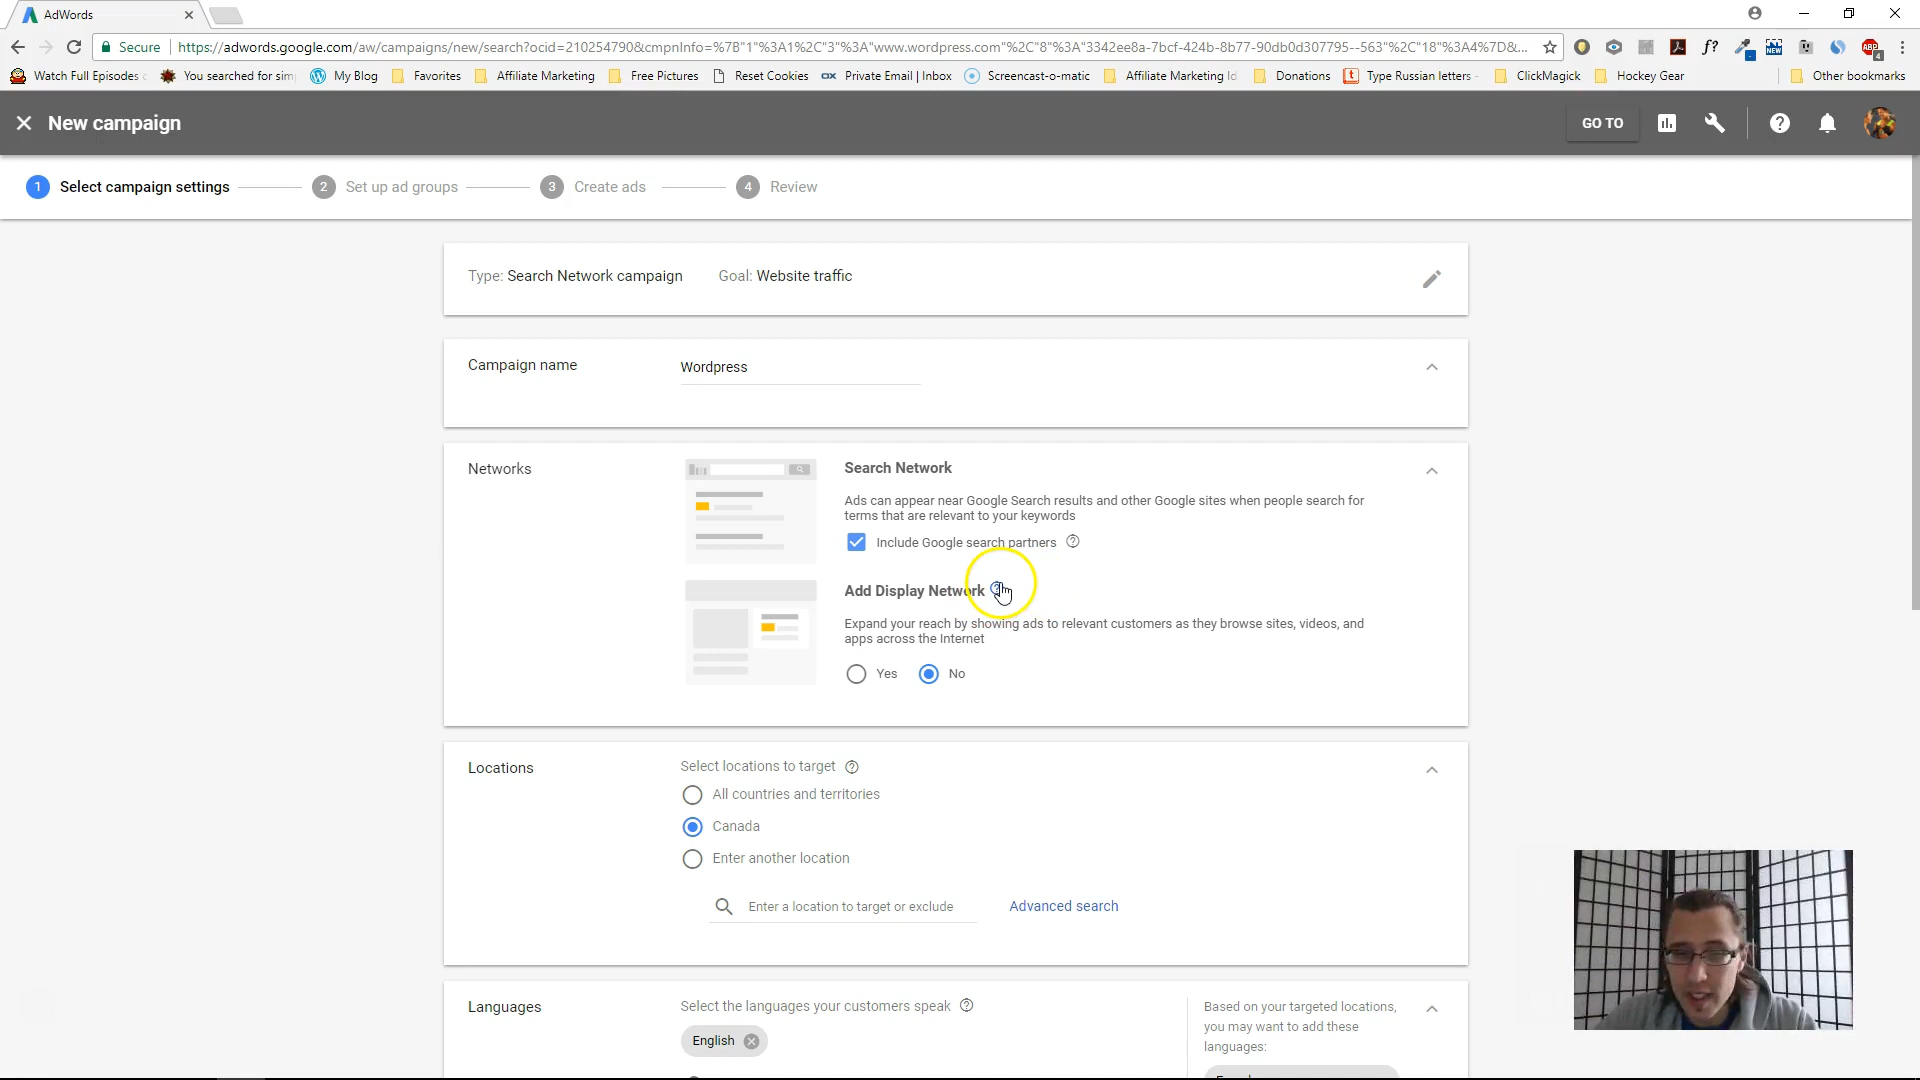 AdWords
Secure
https://adwords.google.com/aw/campaigns/new/search?ocid=210254790&cmpnInfo=%7B"1"%3A1%2C"3"%3A"www.wordpress.com"%2C"8"%3A"3342ee8a-7bcf-424b-8b77-90db0d307795--563"%2C"18"%3A4%7D&...
Watch Full Episodes
You searched for sim
My Blog
Favorites
Affiliate Marketing
Free Pictures
Reset Cookies
Private Email | Inbox
Screencast-o-matic
Affiliate Marketing Id
Donations
Type Russian letters -
ClickMagick
Hockey Gear
Other bookmarks
New campaign
GO TO
1 Select campaign settings
2 Set up ad groups
3 Create ads
4 Review
Type: Search Network campaign
Goal: Website traffic
Campaign name
Wordpress
Networks
Search Network
Ads can appear near Google Search results and other Google sites when people search for
terms that are relevant to your keywords
Include Google search partners
Add Display Network
Expand your reach by showing ads to relevant customers as they browse sites, videos, and
apps across the Internet
Yes
No
Locations
Select locations to target
All countries and territories
Canada
Enter another location
Enter a location to target or exclude
Advanced search
Languages
Select the languages your customers speak
English
Based on your targeted locations,
you may want to add these
languages: